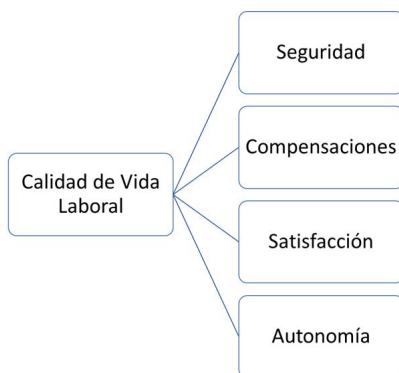 Calidad de Vida
Laboral
Seguridad
Compensaciones
Satisfacción
Autonomía